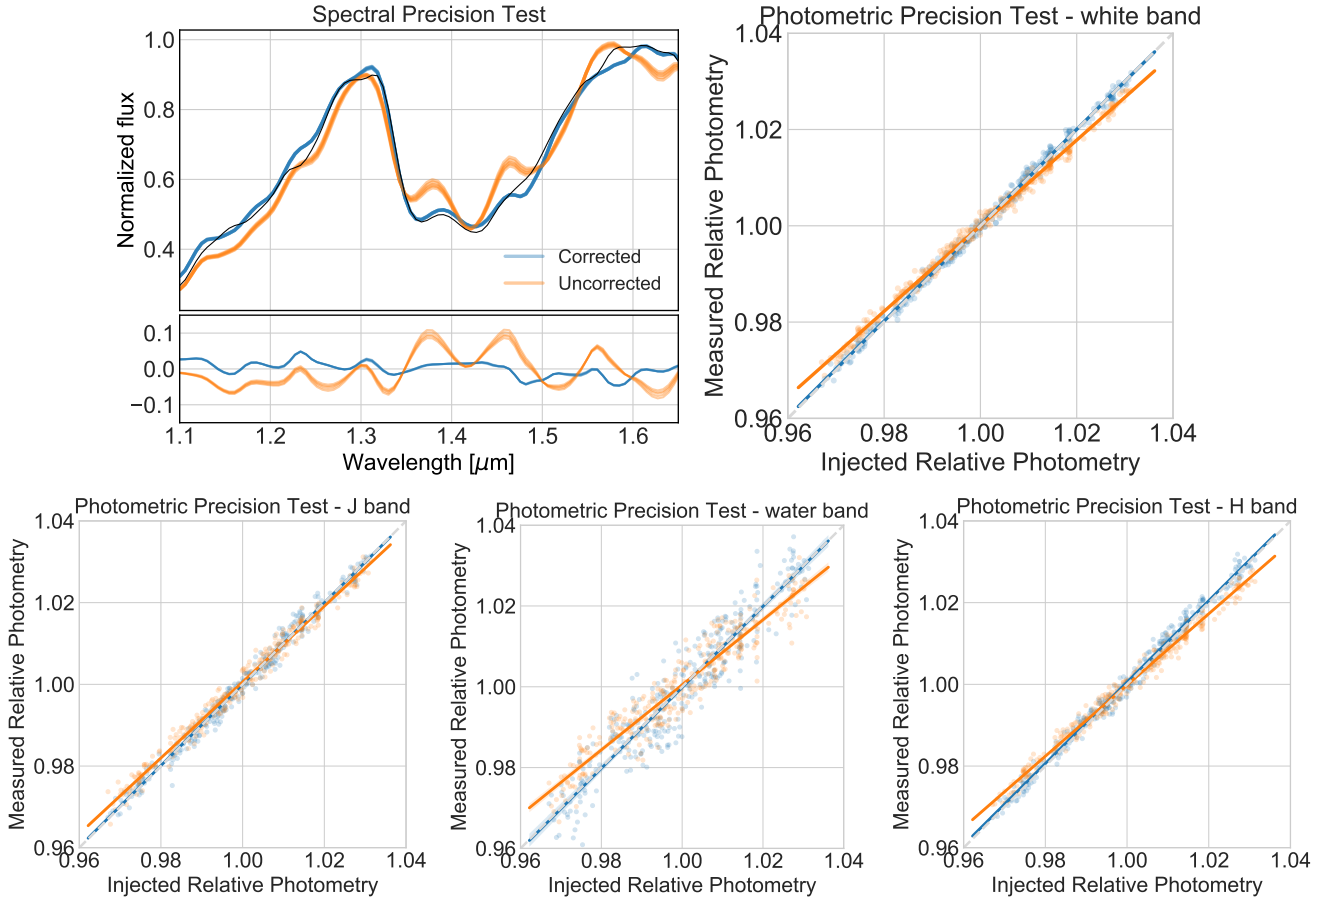 Spectral Precision Test
1.0
0.8
0.6
0.4
Normalized flux
Corrected
Uncorrected
0.1
0.0
−0.1
1.1 1.2 1.3 1.4 1.5 1.6
Wavelength [μm]
Photometric Precision Test - white band
1.04
1.02
1.00
0.98
0.96
Measured Relative Photometry
0.96 0.98 1.00 1.02 1.04
Injected Relative Photometry
Photometric Precision Test - J band
1.04
1.02
1.00
0.98
0.96
Measured Relative Photometry
0.96 0.98 1.00 1.02 1.04
Injected Relative Photometry
Photometric Precision Test - water band
1.04
1.02
1.00
0.98
0.96
Measured Relative Photometry
0.96 0.98 1.00 1.02 1.04
Injected Relative Photometry
Photometric Precision Test - H band
1.04
1.02
1.00
0.98
0.96
Measured Relative Photometry
0.96 0.98 1.00 1.02 1.04
Injected Relative Photometry